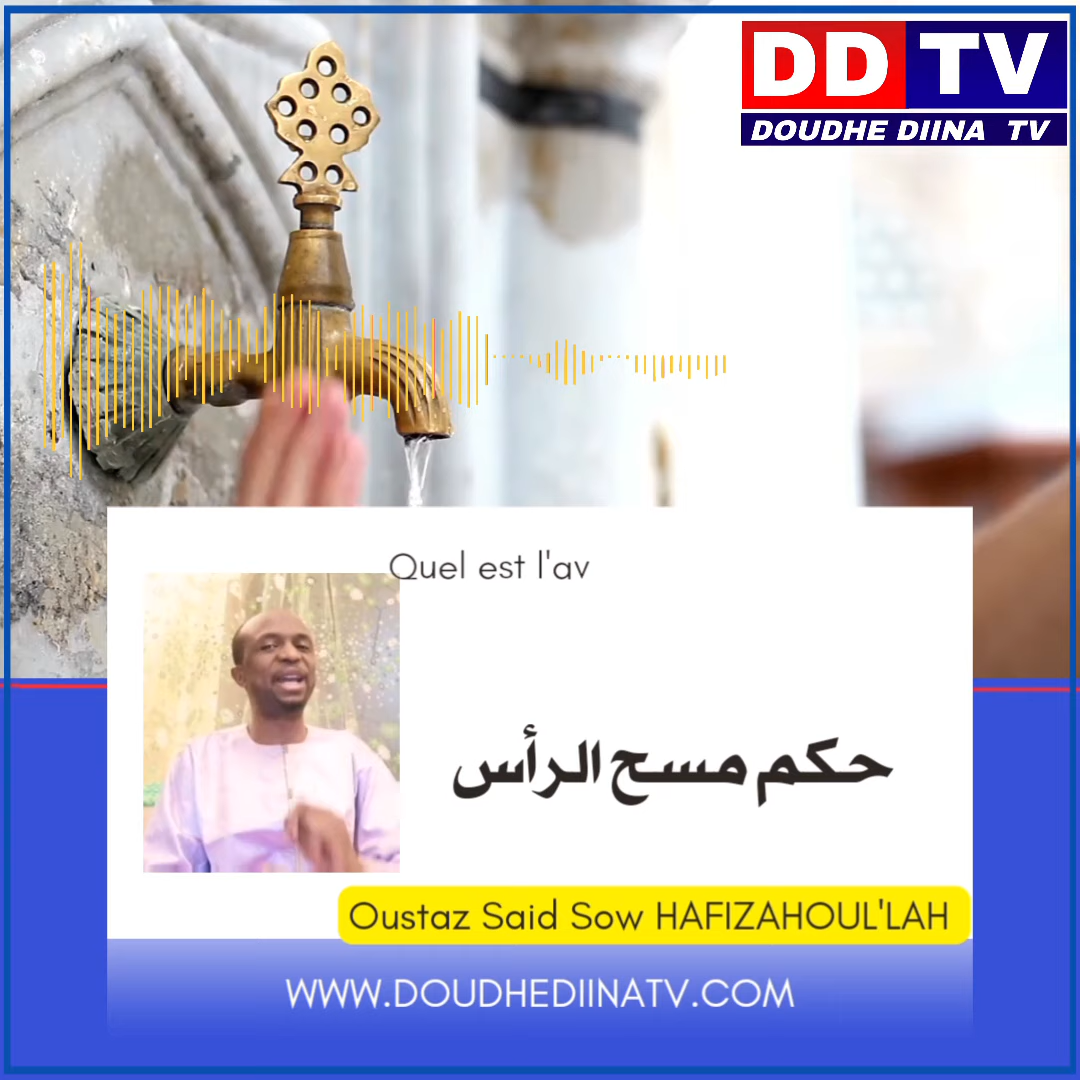 DD TV
DOUDHE DIINA TV
Quel est l'av
حكم مسح الرأس
Oustaz Said Sow HAFIZAHOUL'LAH
WWW.DOUDHEDIINATV.COM